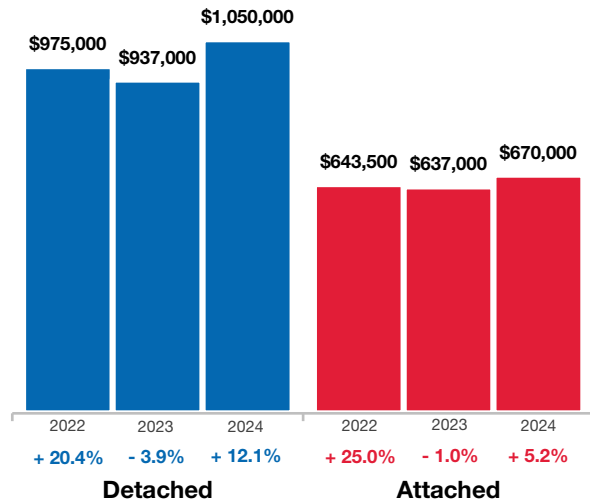 $975,000 $937,000 $1,050,000 $643,500 $637,000 $670,000
2022 2023 2024 2022 2023 2024
+ 20.4% - 3.9% + 12.1% + 25.0% - 1.0% + 5.2%
Detached Attached